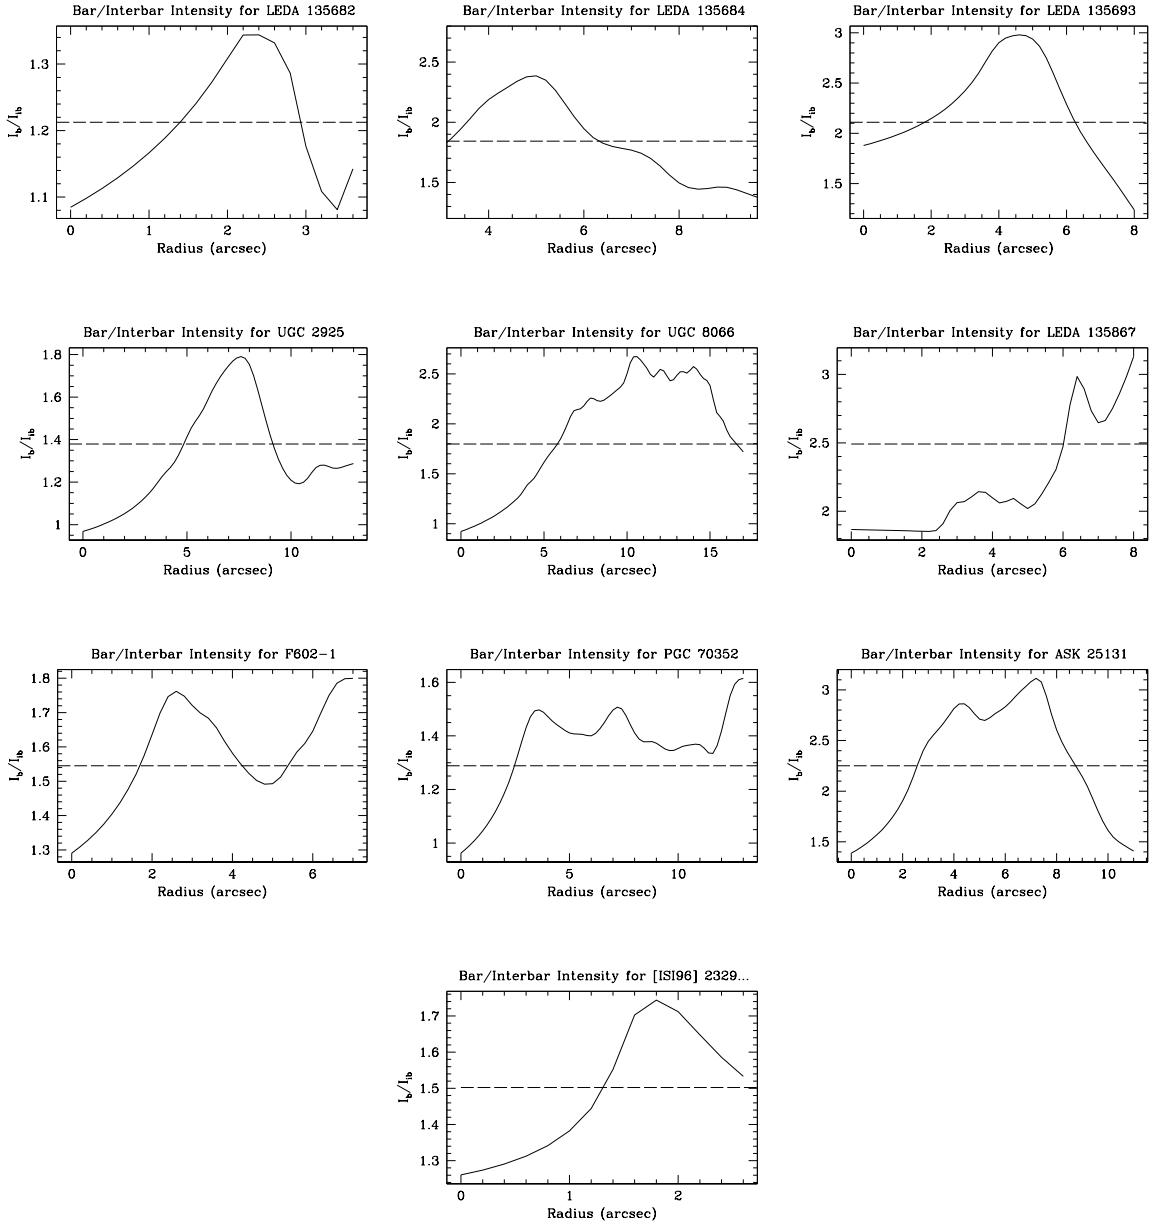 Bar/Interbar Intensity for LEDA 135682
Bar/Interbar Intensity for LEDA 135684
Bar/Interbar Intensity for LEDA 135693
1.3
1.2
1.1
I_b/I_ib
0 1 2 3
Radius (arcsec)
2.5
2
1.5
I_b/I_ib
4 6 8
Radius (arcsec)
3
2.5
2
1.5
I_b/I_ib
0 2 4 6 8
Radius (arcsec)
Bar/Interbar Intensity for UGC 2925
Bar/Interbar Intensity for UGC 8066
Bar/Interbar Intensity for LEDA 135867
1.8
1.6
1.4
1.2
1
I_b/I_ib
0 5 10
Radius (arcsec)
2.5
2
1.5
1
I_b/I_ib
0 5 10 15
Radius (arcsec)
3
2.5
2
I_b/I_ib
0 2 4 6 8
Radius (arcsec)
Bar/Interbar Intensity for F602-1
Bar/Interbar Intensity for PGC 70352
Bar/Interbar Intensity for ASK 25131
1.8
1.7
1.6
1.5
1.4
1.3
I_b/I_ib
0 2 4 6
Radius (arcsec)
1.6
1.4
1.2
1
I_b/I_ib
0 5 10
Radius (arcsec)
3
2.5
2
1.5
I_b/I_ib
0 2 4 6 8 10
Radius (arcsec)
Bar/Interbar Intensity for [ISI96] 2329...
1.7
1.6
1.5
1.4
1.3
I_b/I_ib
0 1 2
Radius (arcsec)